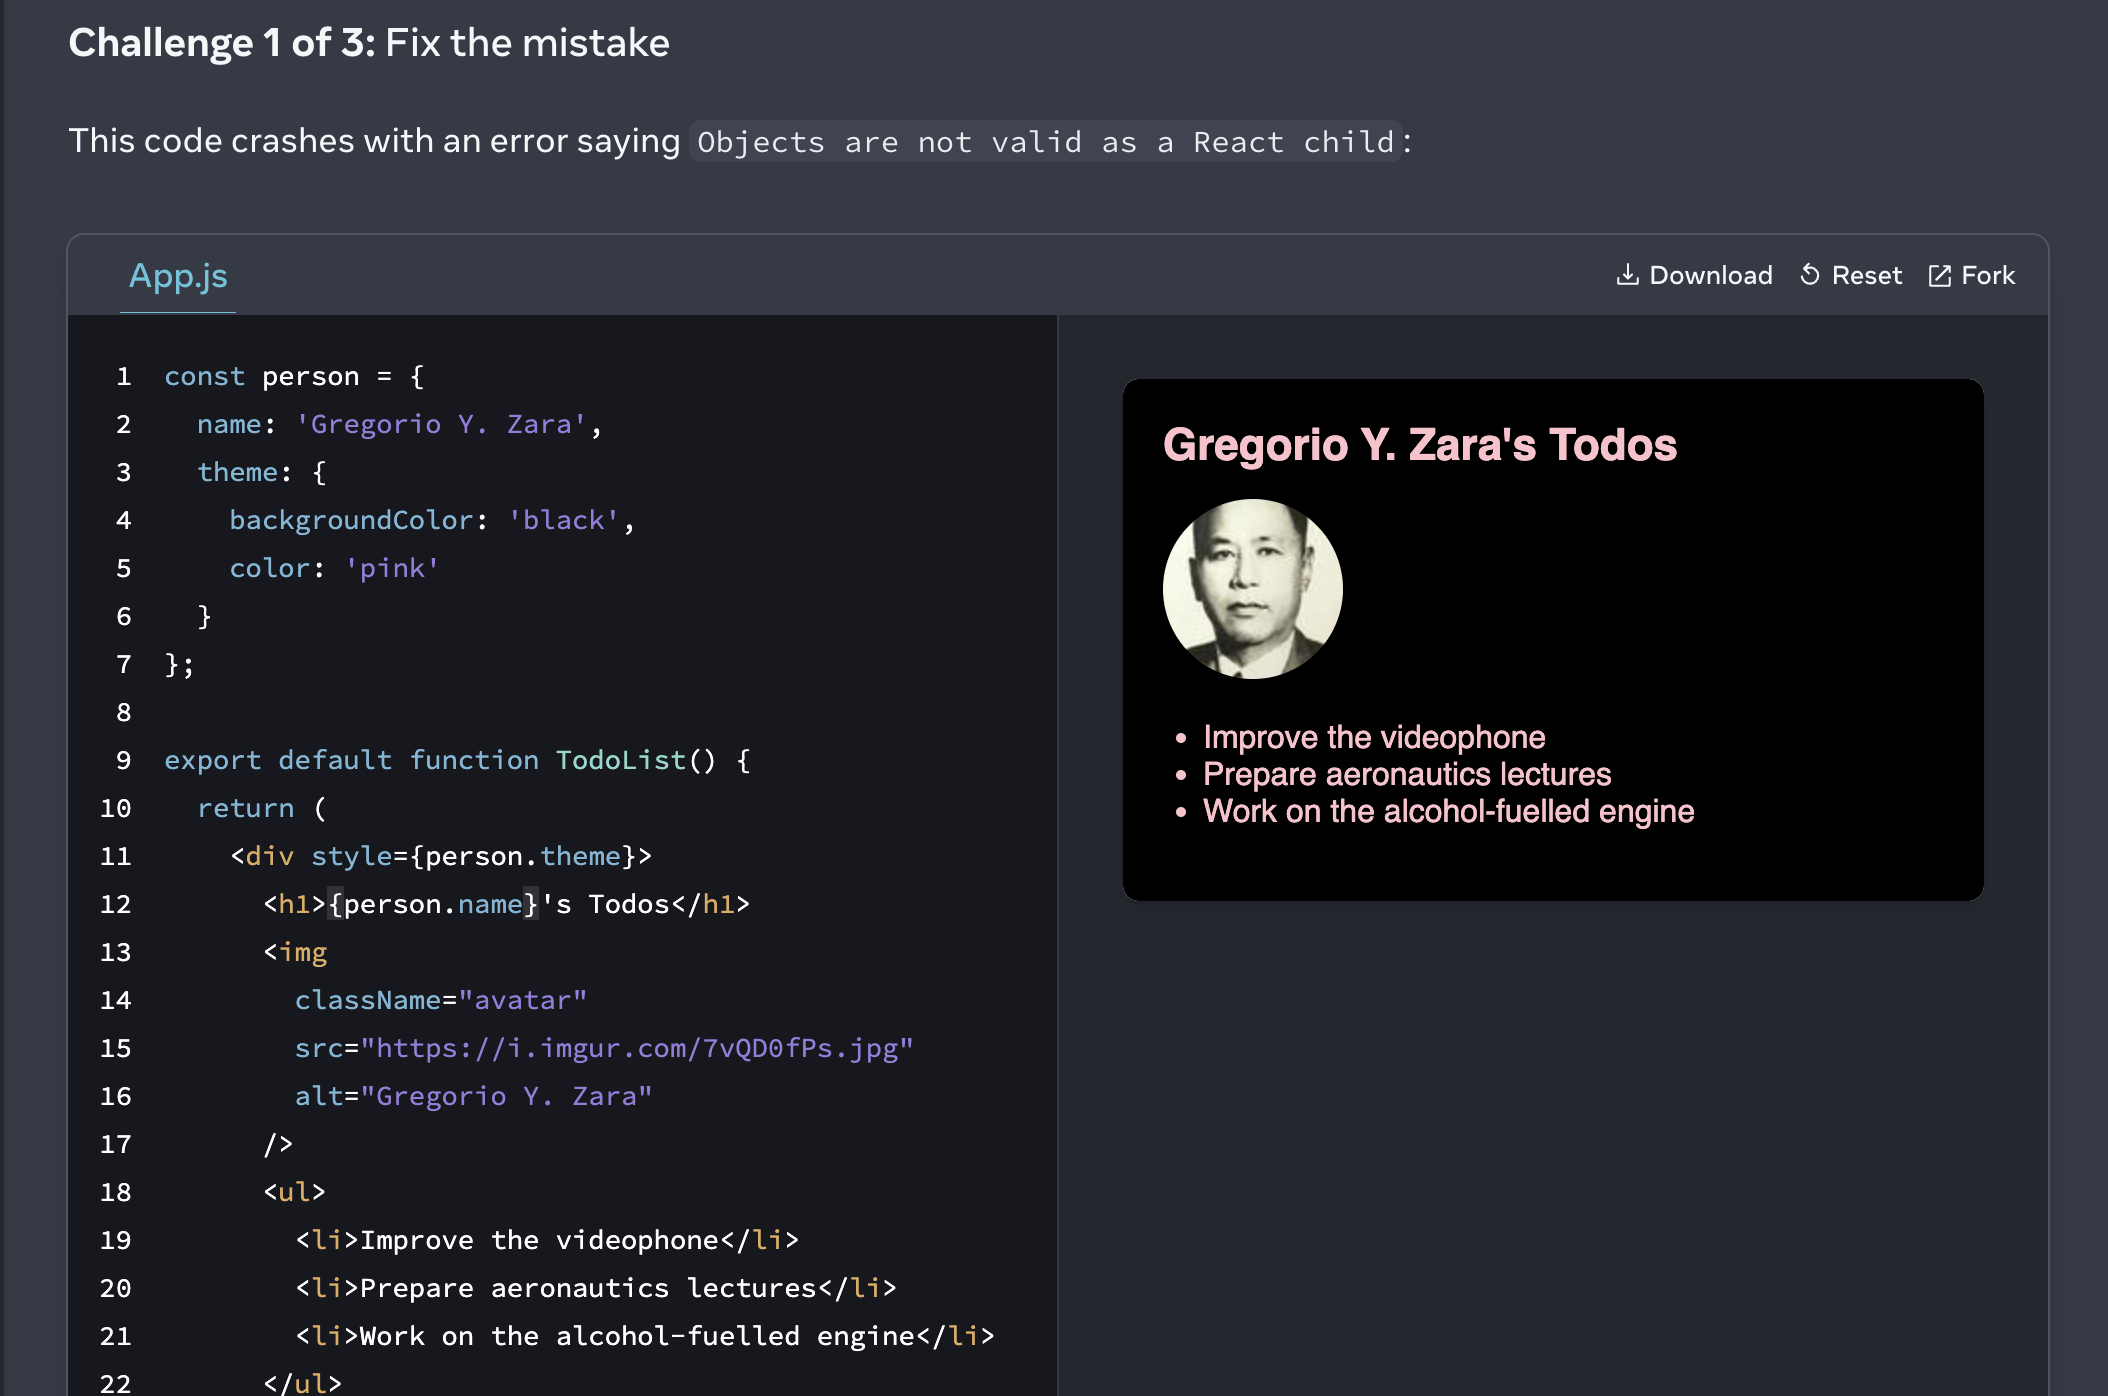 Challenge 1 of 3: Fix the mistake
This code crashes with an error saying Objects are not valid as a React child:
App.js
Download Reset Fork
1 const person = {
2   name: 'Gregorio Y. Zara',
3   theme: {
4     backgroundColor: 'black',
5     color: 'pink'
6   }
7 };
8
9 export default function TodoList() {
10   return (
11     <div style={person.theme}>
12       <h1>{person.name}'s Todos</h1>
13       <img
14         className="avatar"
15         src="https://i.imgur.com/7vQD0fPs.jpg"
16         alt="Gregorio Y. Zara"
17       />
18       <ul>
19         <li>Improve the videophone</li>
20         <li>Prepare aeronautics lectures</li>
21         <li>Work on the alcohol-fuelled engine</li>
22       </ul>
Gregorio Y. Zara's Todos
• Improve the videophone
• Prepare aeronautics lectures
• Work on the alcohol-fuelled engine